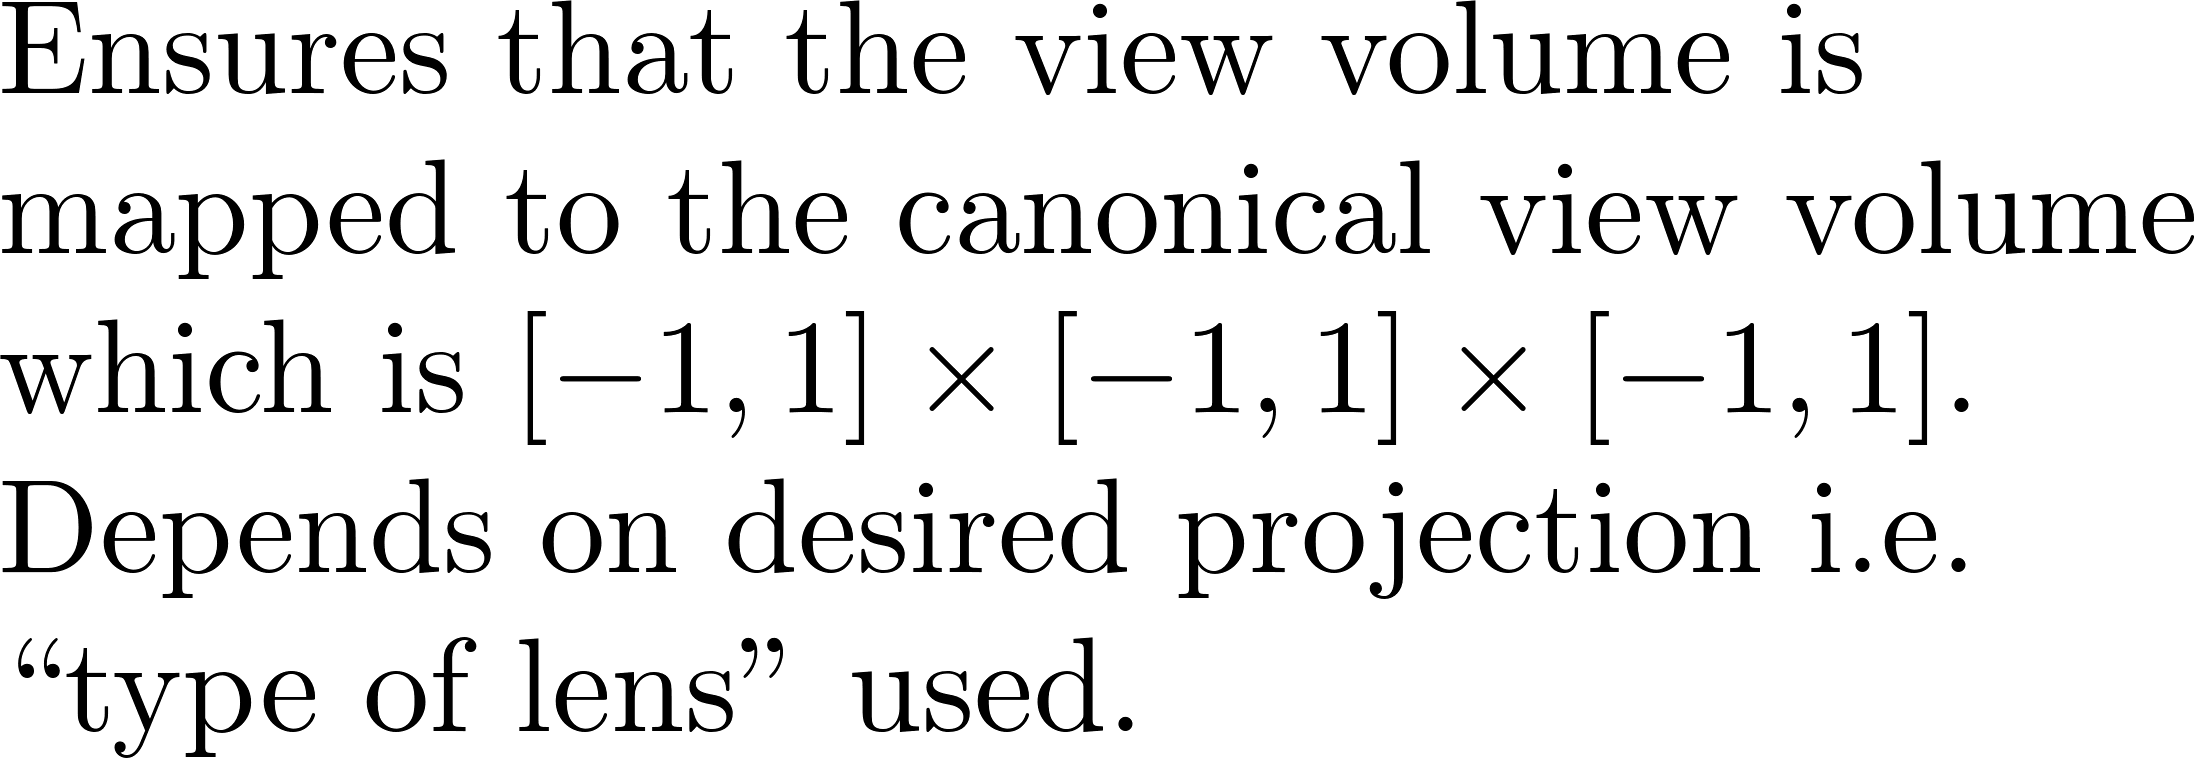 Ensures that the view volume is
mapped to the canonical view volume
which is [−1, 1] × [−1, 1] × [−1, 1].
Depends on desired projection i.e.
“type of lens” used.